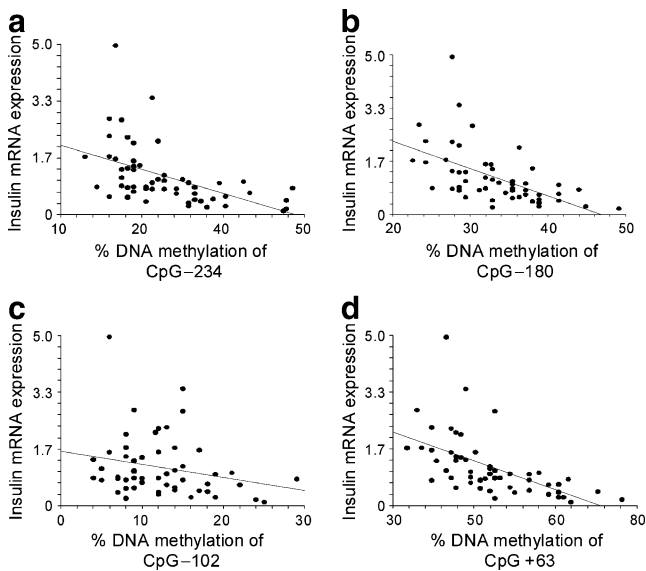 a
Insulin mRNA expression
5.0
3.3
1.7
0
10
20
30
40
50
% DNA methylation of
CpG–234
b
Insulin mRNA expression
5.0
3.3
1.7
0
20
30
40
50
% DNA methylation of
CpG–180
c
Insulin mRNA expression
5.0
3.3
1.7
0
0
10
20
30
% DNA methylation of
CpG–102
d
Insulin mRNA expression
5.0
3.3
1.7
0
30
50
60
80
% DNA methylation of
CpG +63